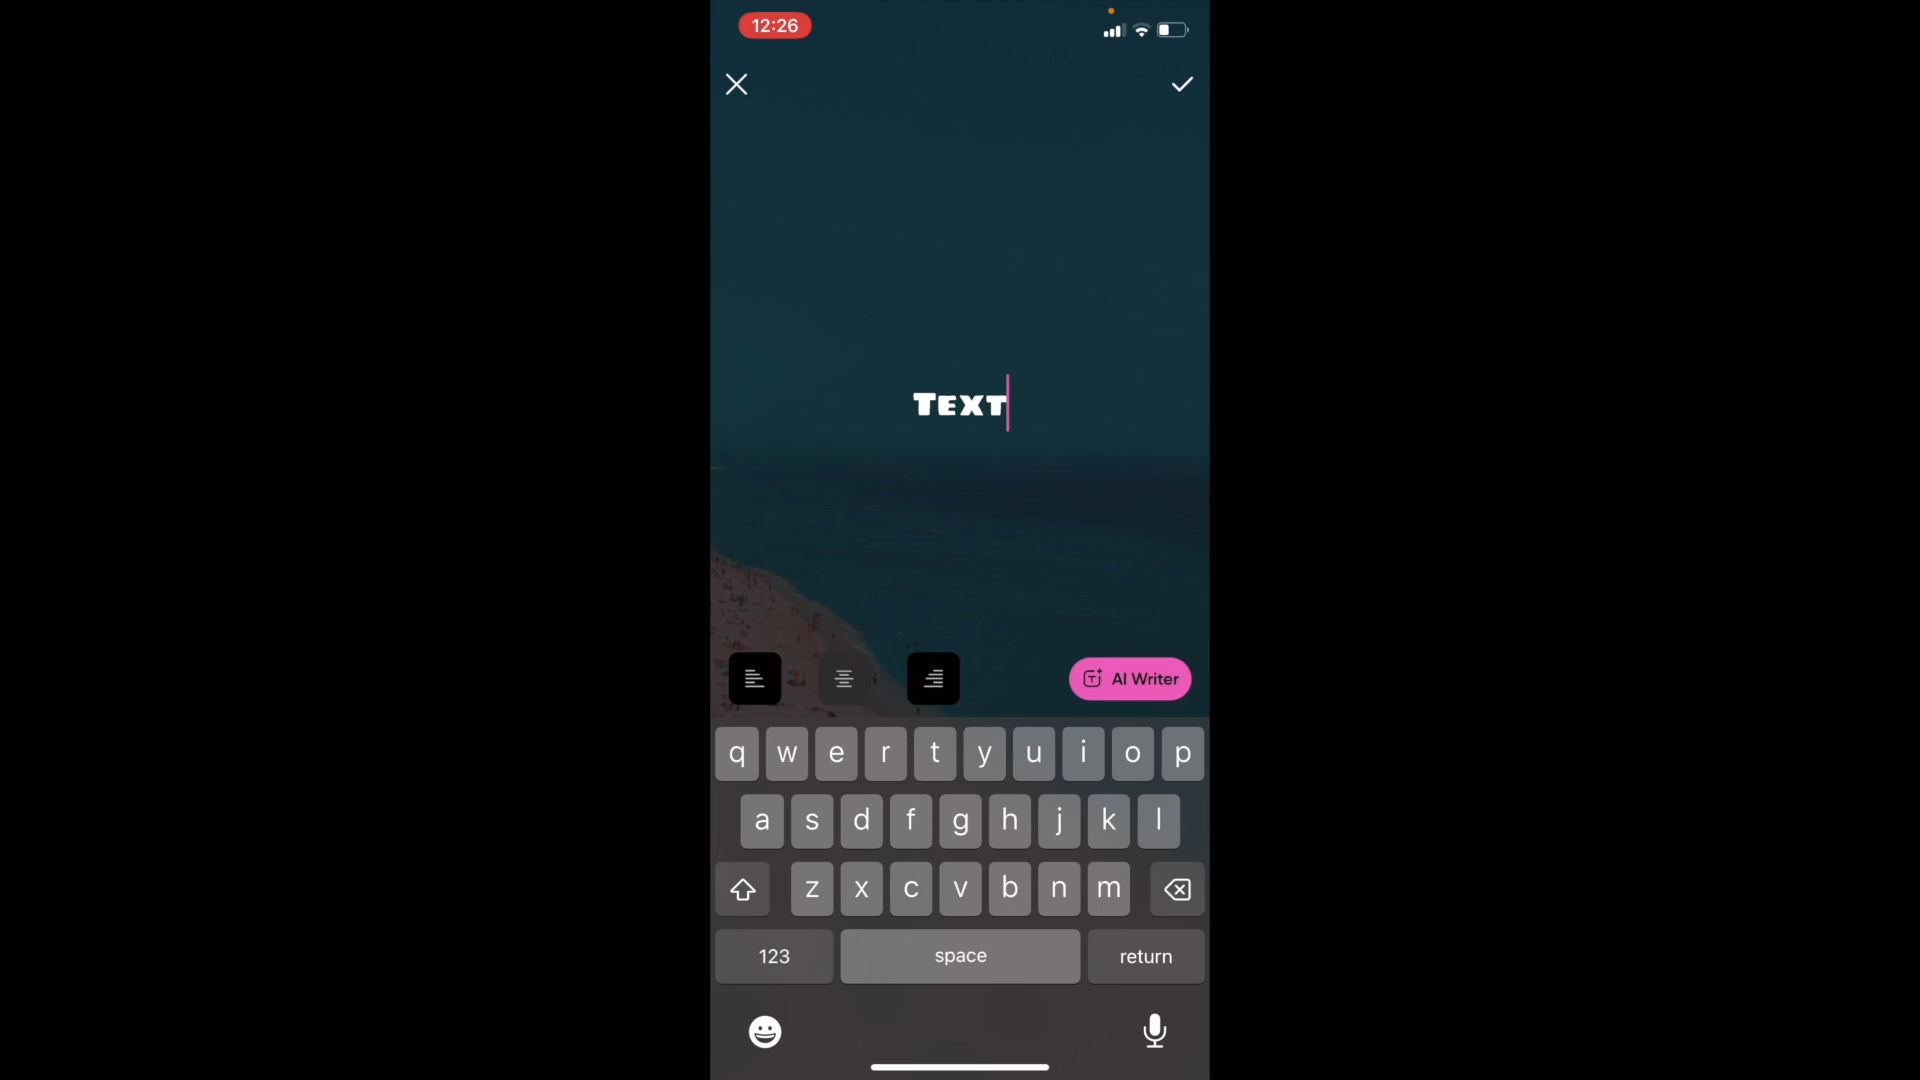 12:26
TEXT
AI Writer
q w e r t y u i o p
a s d f g h j k l
z x c v b n m
123 space return